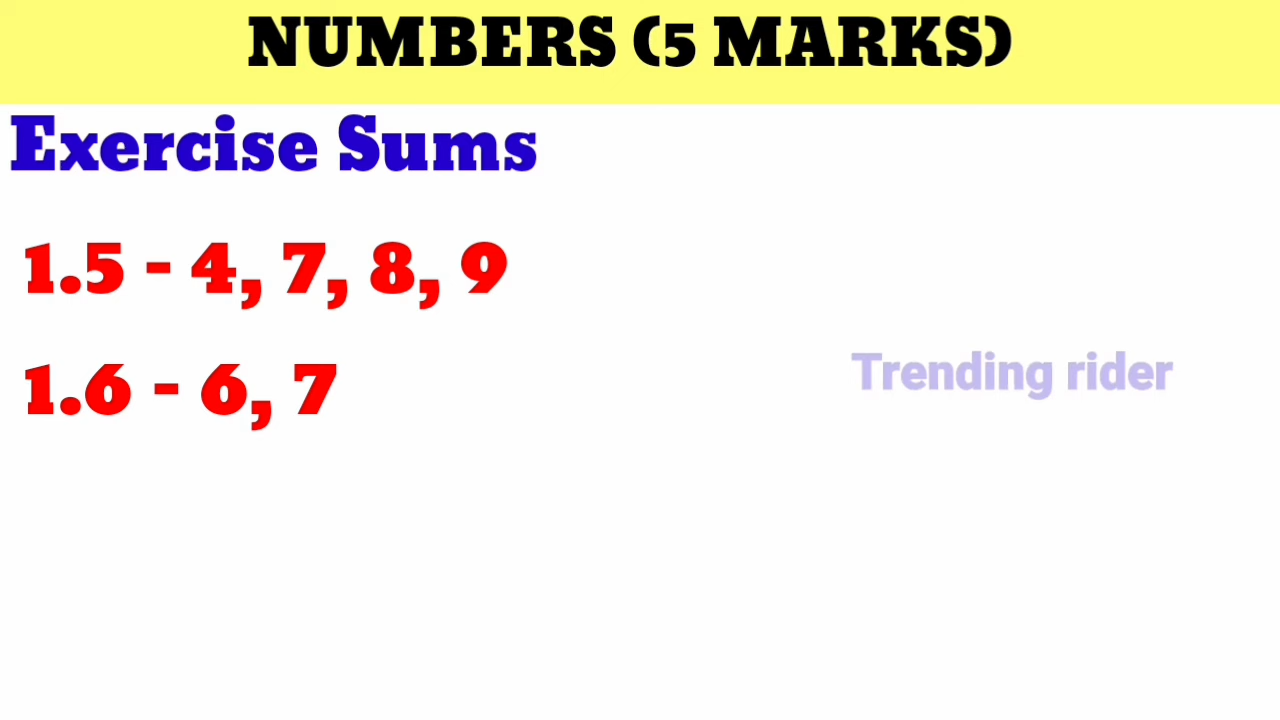 NUMBERS (5 MARKS)
Exercise Sums
1.5 - 4, 7, 8, 9
1.6 - 6, 7
Trending rider